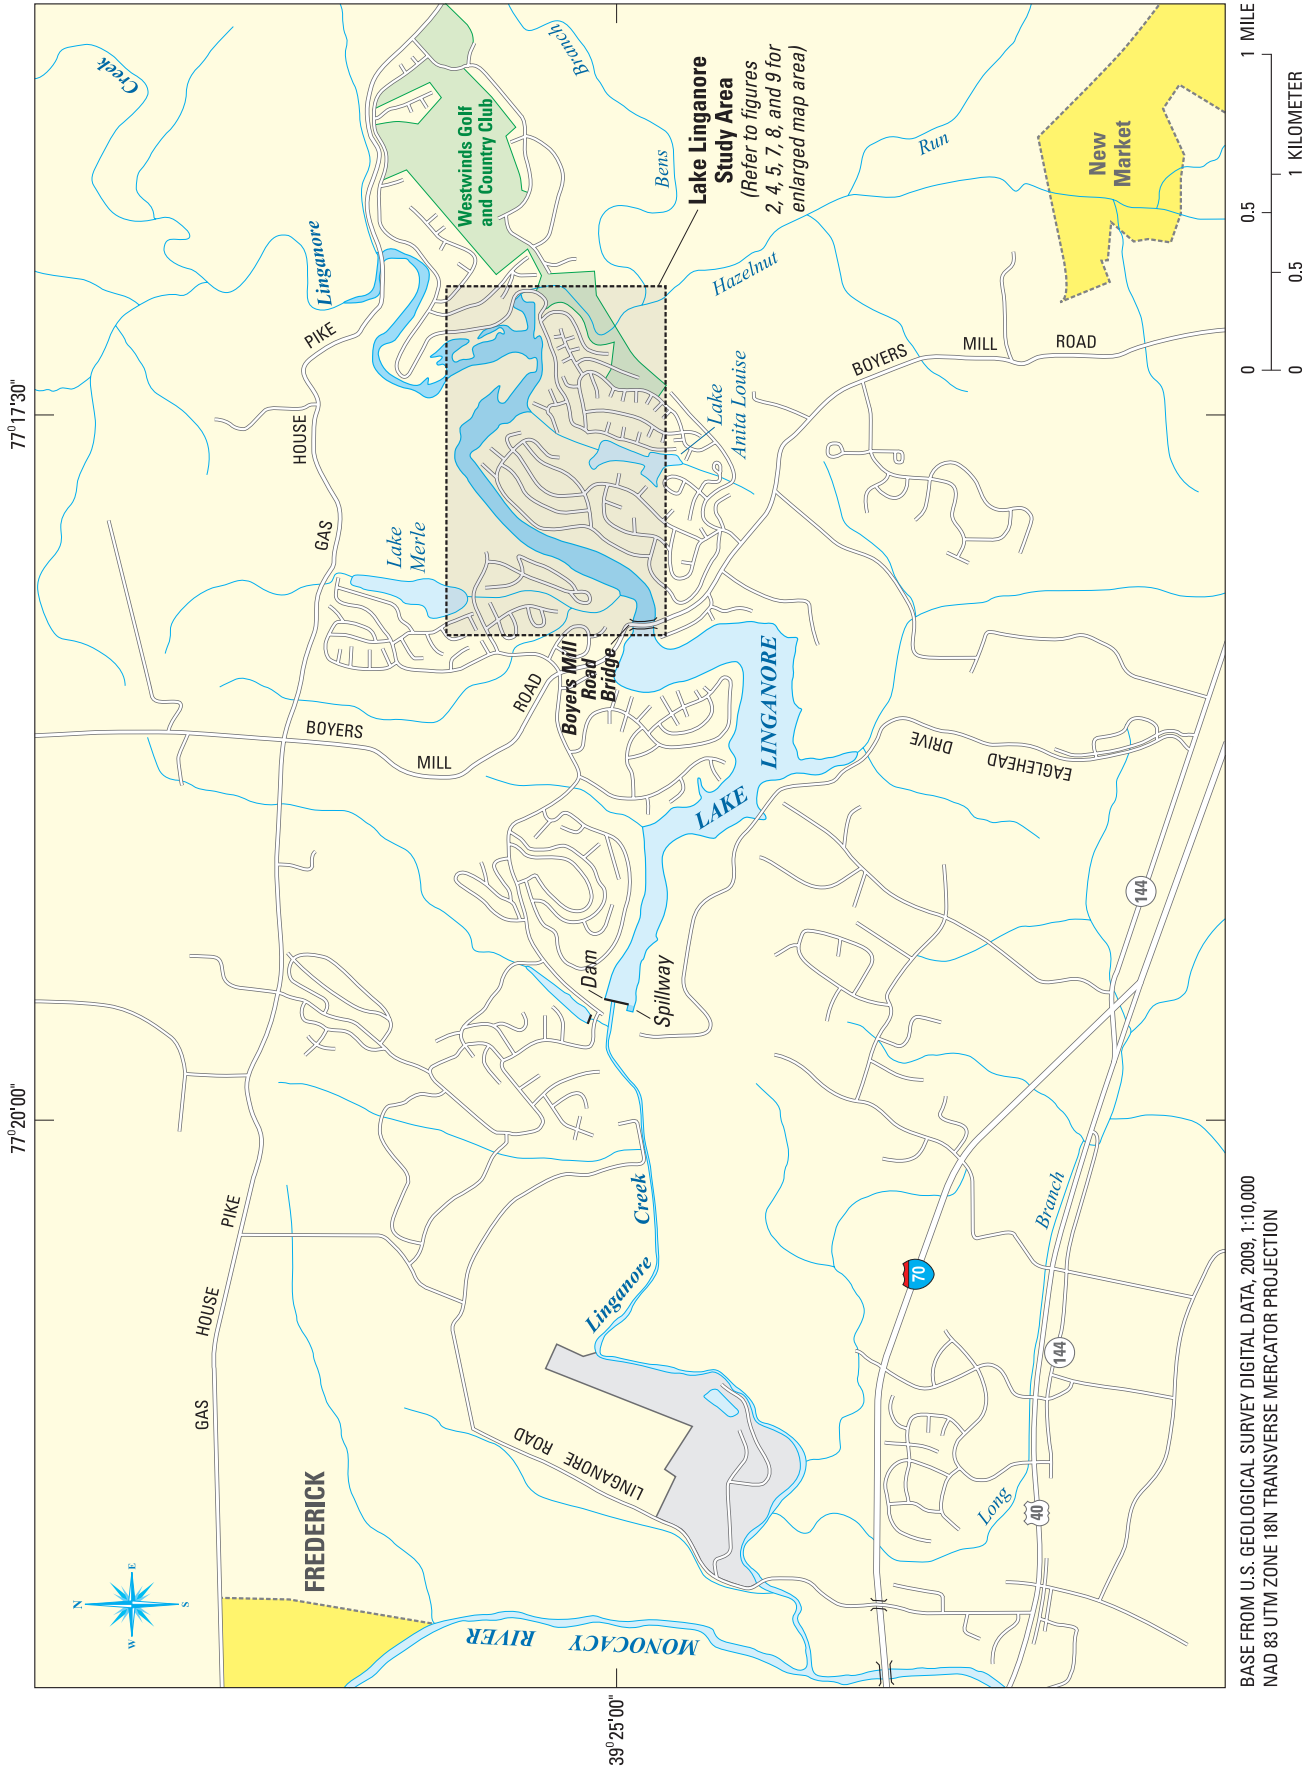 77°20'00"
77°17'30"
39°25'00"
N
W
E
S
FREDERICK
GAS
HOUSE
PIKE
GAS
HOUSE
PIKE
BOYERS
MILL
ROAD
Lake
Merle
Linganore
Creek
Westwinds Golf
and Country Club
Branch
Bens
Lake Linganore
Study Area
(Refer to figures
2, 4, 5, 7, 8, and 9 for
enlarged map area)
Boyers Mill
Road
Bridge
Lake
Anita Louise
Hazelnut
Run
New
Market
BOYERS
MILL
ROAD
LAKE
LINGANORE
Dam
Spillway
Linganore
Creek
LINGANORE ROAD
MONOCACY
RIVER
EAGLEHEAD
DRIVE
144
70
Long
Branch
40
144
BASE FROM U.S. GEOLOGICAL SURVEY DIGITAL DATA, 2009, 1:10,000
NAD 83 UTM ZONE 18N TRANSVERSE MERCATOR PROJECTION
0
0.5
1 MILE
0
0.5
1 KILOMETER